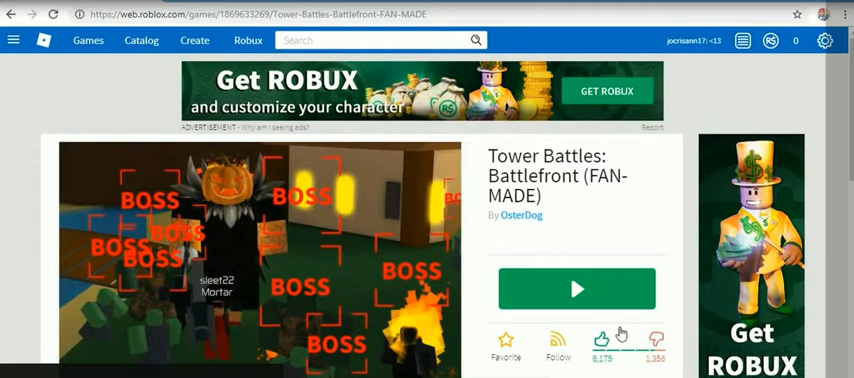 https://web.roblox.com/games/1869633269/Tower-Battles-Battlefront-FAN-MADE
Games Catalog Create Robux Search jocrisann17: <13 R$ 0
Get ROBUX
and customize your character
GET ROBUX
ADVERTISEMENT - Why am I seeing ads? Report
Tower Battles:
Battlefront (FAN-
MADE)
By OsterDog
BOSS
BOSS
BOSS
BOSS
BOSS
BOSS
BOSS
BOSS
sleet22
Mortar
Favorite Follow 8,175 1,356
Get
ROBUX